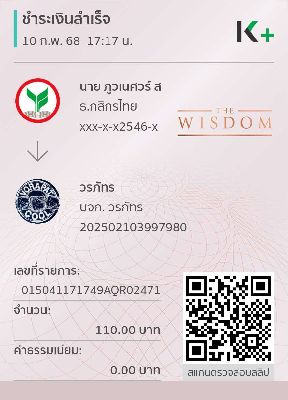 ชำระเงินสำเร็จ
10 ก.พ. 68 17:17 น.
K+
นาย ภูวเนศวร์ ส
ธ.กสิกรไทย
xxx-x-x2546-x
THE
WISDOM
VORAPAT
COOL
วรภัทร
บจก. วรภัทร
202502103997980
เลขที่รายการ:
015041171749AQR02471
จำนวน:
110.00 บาท
ค่าธรรมเนียม:
0.00 บาท
สแกนตรวจสอบสลิป